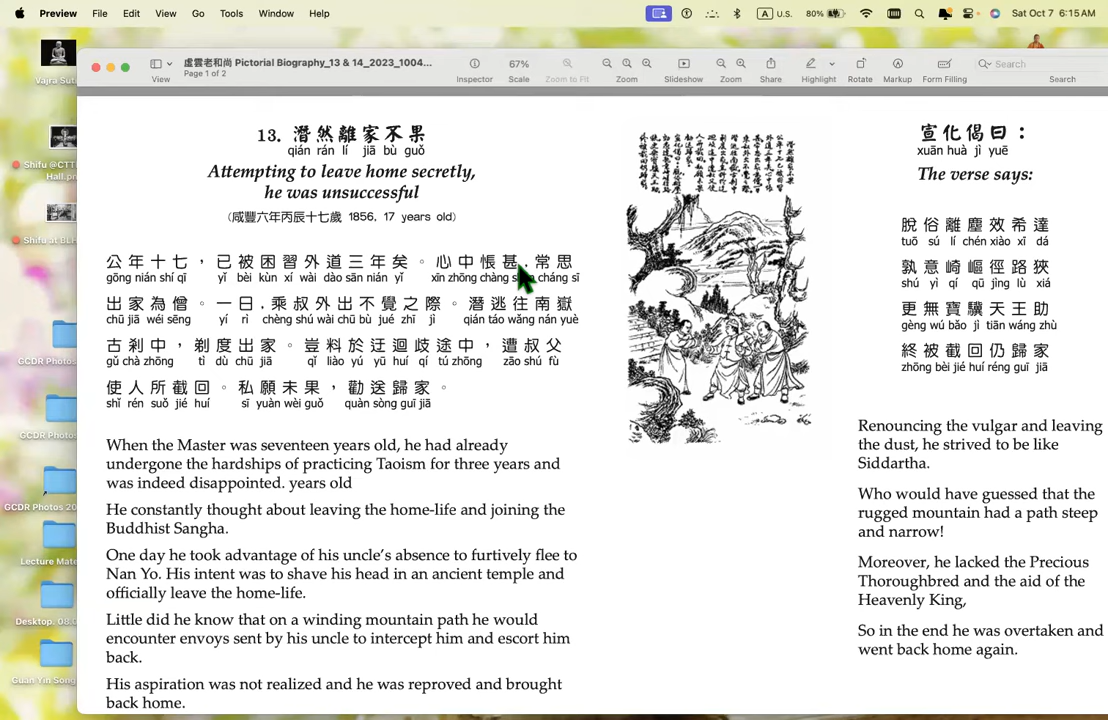 Preview File Edit View Go Tools Window Help
A U.S. 80% Sat Oct 7 6:15 AM
虛雲老和尚 Pictorial Biography_13 & 14_2023_1004...
Page 1 of 2
View Inspector 67% Scale Zoom to Fit Zoom Slideshow Zoom Share Highlight Rotate Markup Form Filling Search
Search
Vajra Sut
Shifu @CTT
Hall.pn
Shifu at BLH
GCDR Photos
GCDR Photos
GCDR Photos 20
Lecture Mate
Desktop. 08.0
Guan Yin Song
13. 潛然離家不果
qián rán lí jiā bù guǒ
Attempting to leave home secretly,
he was unsuccessful
(咸豐六年丙辰十七歲 1856, 17 years old)
公年十七，已被困習外道三年矣。心中悵甚.常思
gōng nián shí qī yǐ bèi kùn xí wài dào sān nián yǐ xīn zhōng chàng cháng sī
出家為僧。一日.乘叔外出不覺之際。潛逃往南嶽
chū jiā wéi sēng yí rì chèng shú wài chū bù jué zhī jì qián táo wǎng nán yuè
古剎中，剃度出家。豈料於迂迴歧途中，遭叔父
gǔ chà zhōng tì dù chū jiā qǐ liào yú yū huí qí tú zhōng zāo shú fù
使人所截回。私願未果，勸送歸家。
shǐ rén suǒ jié huí sī yuàn wèi guǒ quàn sòng guī jiā
When the Master was seventeen years old, he had already
undergone the hardships of practicing Taoism for three years and
was indeed disappointed. years old
He constantly thought about leaving the home-life and joining the
Buddhist Sangha.
One day he took advantage of his uncle's absence to furtively flee to
Nan Yo. His intent was to shave his head in an ancient temple and
officially leave the home-life.
Little did he know that on a winding mountain path he would
encounter envoys sent by his uncle to intercept him and escort him
back.
His aspiration was not realized and he was reproved and brought
back home.
宣化偈曰：
xuān huà jì yuē
The verse says:
脫俗離塵效希達
tuō sú lí chén xiào xī dá
孰意崎嶇徑路狹
shú yì qí qū jìng lù xiá
更無寶驥天王助
gèng wú bǎo jì tiān wáng zhù
終被截回仍歸家
zhōng bèi jié huí réng guī jiā
Renouncing the vulgar and leaving
the dust, he strived to be like
Siddartha.
Who would have guessed that the
rugged mountain had a path steep
and narrow!
Moreover, he lacked the Precious
Thoroughbred and the aid of the
Heavenly King,
So in the end he was overtaken and
went back home again.